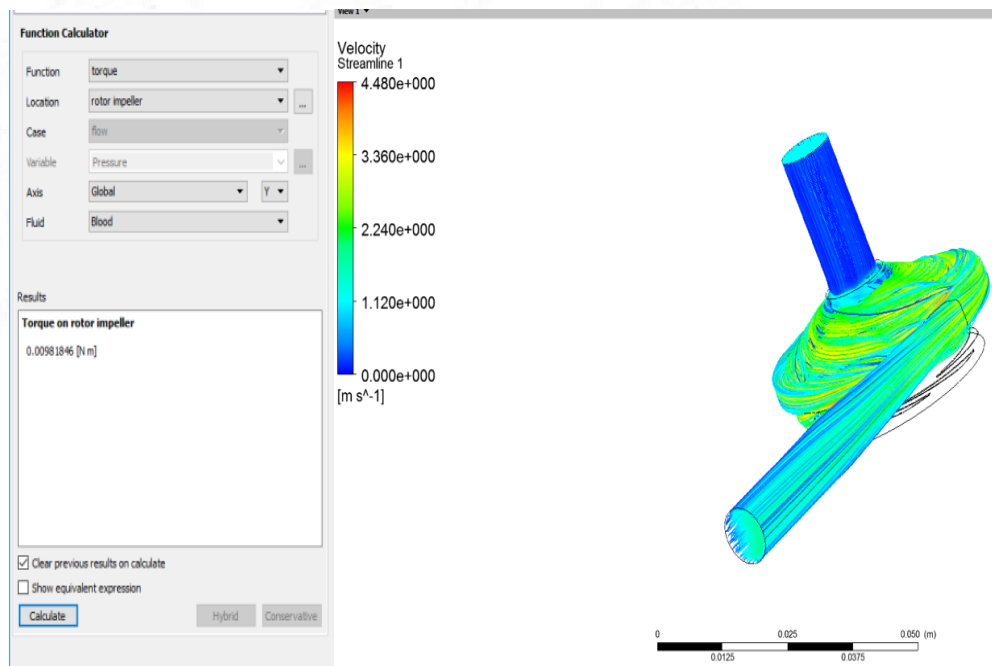 View 1
Function Calculator
Function torque
Location rotor impeller ...
Case flow
Variable Pressure ...
Axis Global Y
Fluid Blood
Results
Torque on rotor impeller
0.00981846 [N m]
Clear previous results on calculate
Show equivalent expression
Calculate Hybrid Conservative
Velocity
Streamline 1
4.480e+000
3.360e+000
2.240e+000
1.120e+000
0.000e+000
[m s^-1]
0 0.025 0.050 (m)
0.0125 0.0375